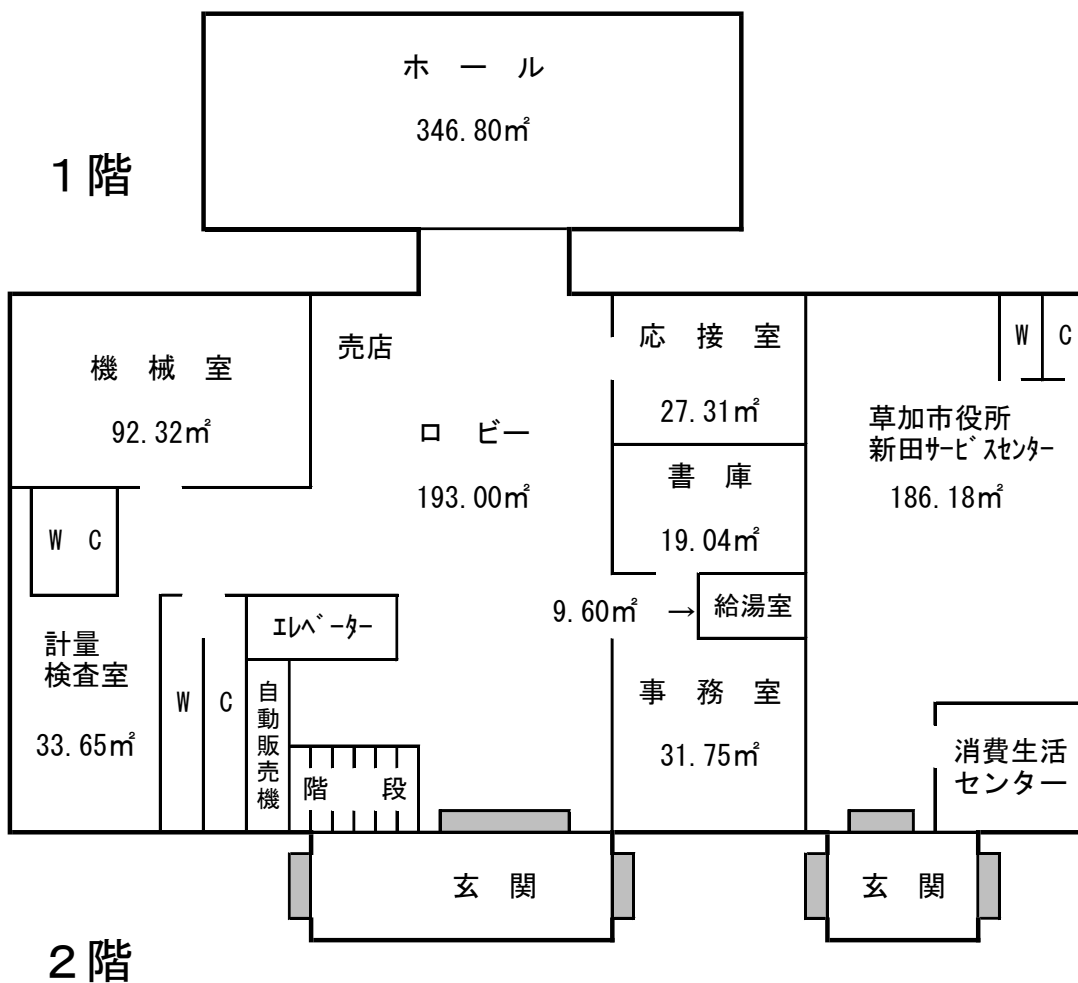 ホール
346.80㎡
1階
機械室
92.32㎡
売店
ロビー
193.00㎡
応接室
27.31㎡
書庫
19.04㎡
9.60㎡ → 給湯室
W C
草加市役所
新田ｻｰﾋﾞｽｾﾝﾀｰ
186.18㎡
W C
計量
検査室
33.65㎡
W C
ｴﾚﾍﾞｰﾀｰ
自動販売機
階段
事務室
31.75㎡
消費生活
センター
玄関
玄関
2階